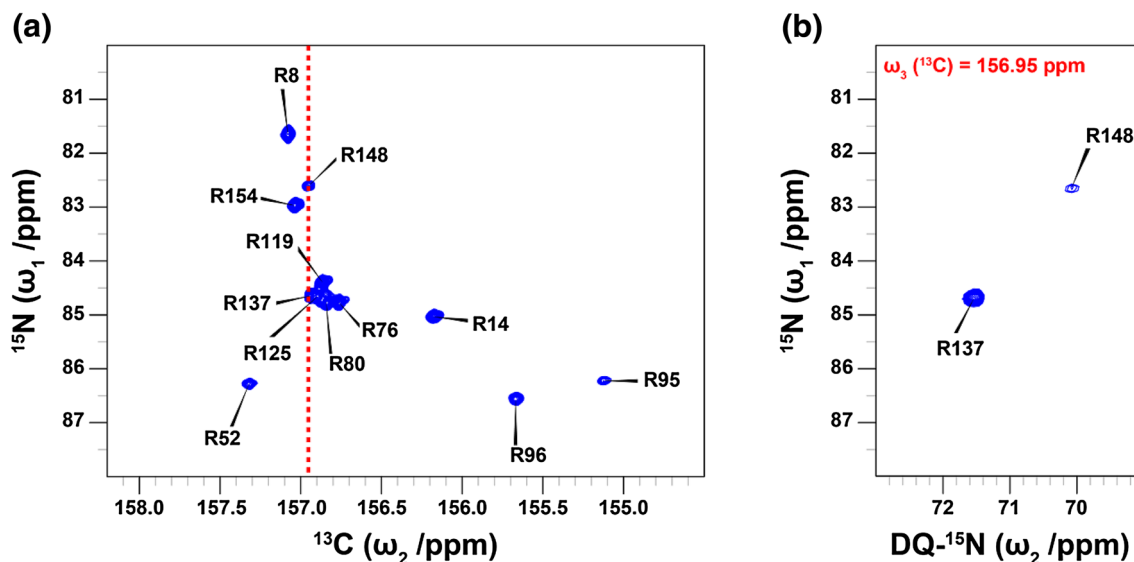 (a)
R8
R148
R154
R119
R137
R125
R80
R76
R14
R95
R52
R96
81
82
83
84
85
86
87
¹⁵N (ω₁ /ppm)
158.0 157.5 157.0 156.5 156.0 155.5 155.0
¹³C (ω₂ /ppm)
(b)
ω₃ (¹³C) = 156.95 ppm
R148
R137
81
82
83
84
85
86
87
¹⁵N (ω₁ /ppm)
72 71 70
DQ-¹⁵N (ω₂ /ppm)